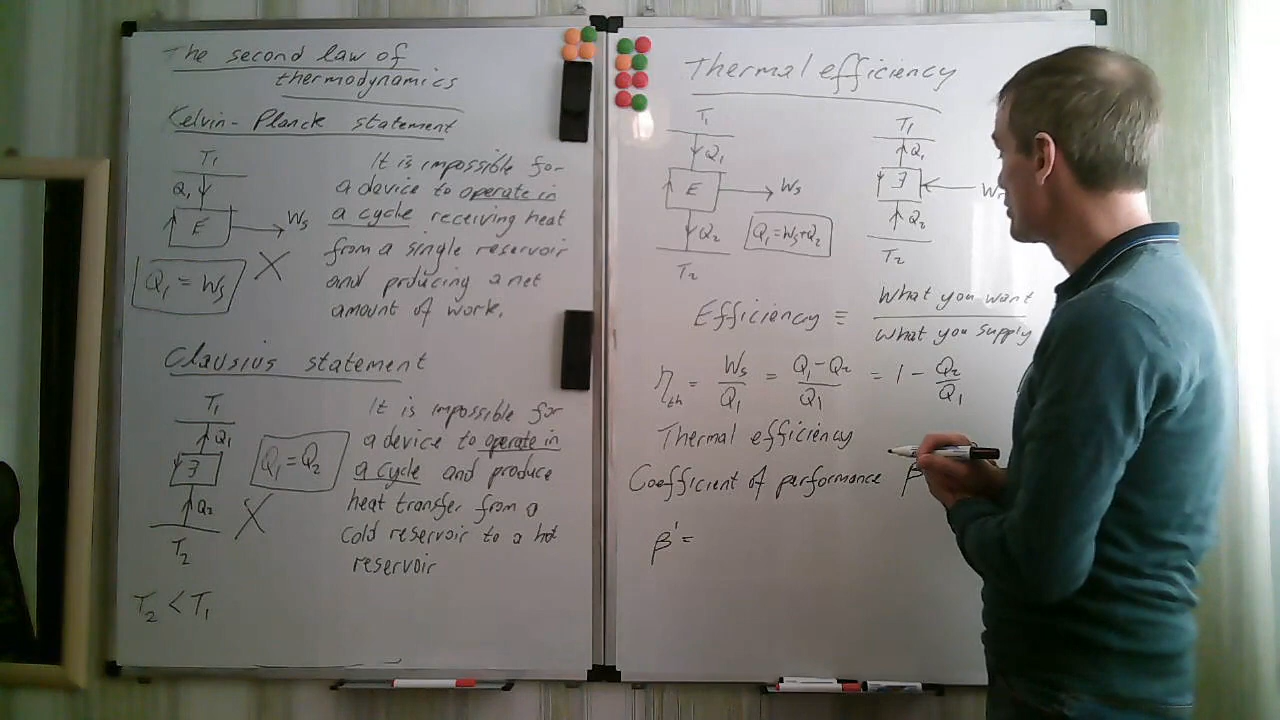 The second law of
thermodynamics
Kelvin-Planck statement
T₁
Q₁
E
Wₛ
Q₁ = Wₛ
It is impossible for
a device to operate in
a cycle receiving heat
from a single reservoir
and prducing a net
amount of work.
Clausius statement
T₁
Q₁
Q₁ = Q₂
Q₂
T₂
It is impossible for
a device to operate in
a cycle and produce
heat transfer from a
cold reservoir to a hot
reservoir
T₂ < T₁
Thermal efficiency
T₁
Q₁
E
Wₛ
Q₂
Q₁ = Wₛ + Q₂
T₂
T₁
Q₁
Q₂
T₂
Efficiency ≡ What you want / What you supply
η_th = Wₛ/Q₁ = (Q₁ - Q₂)/Q₁ = 1 - Q₂/Q₁
Thermal efficiency
Coefficient of performance β
β' =